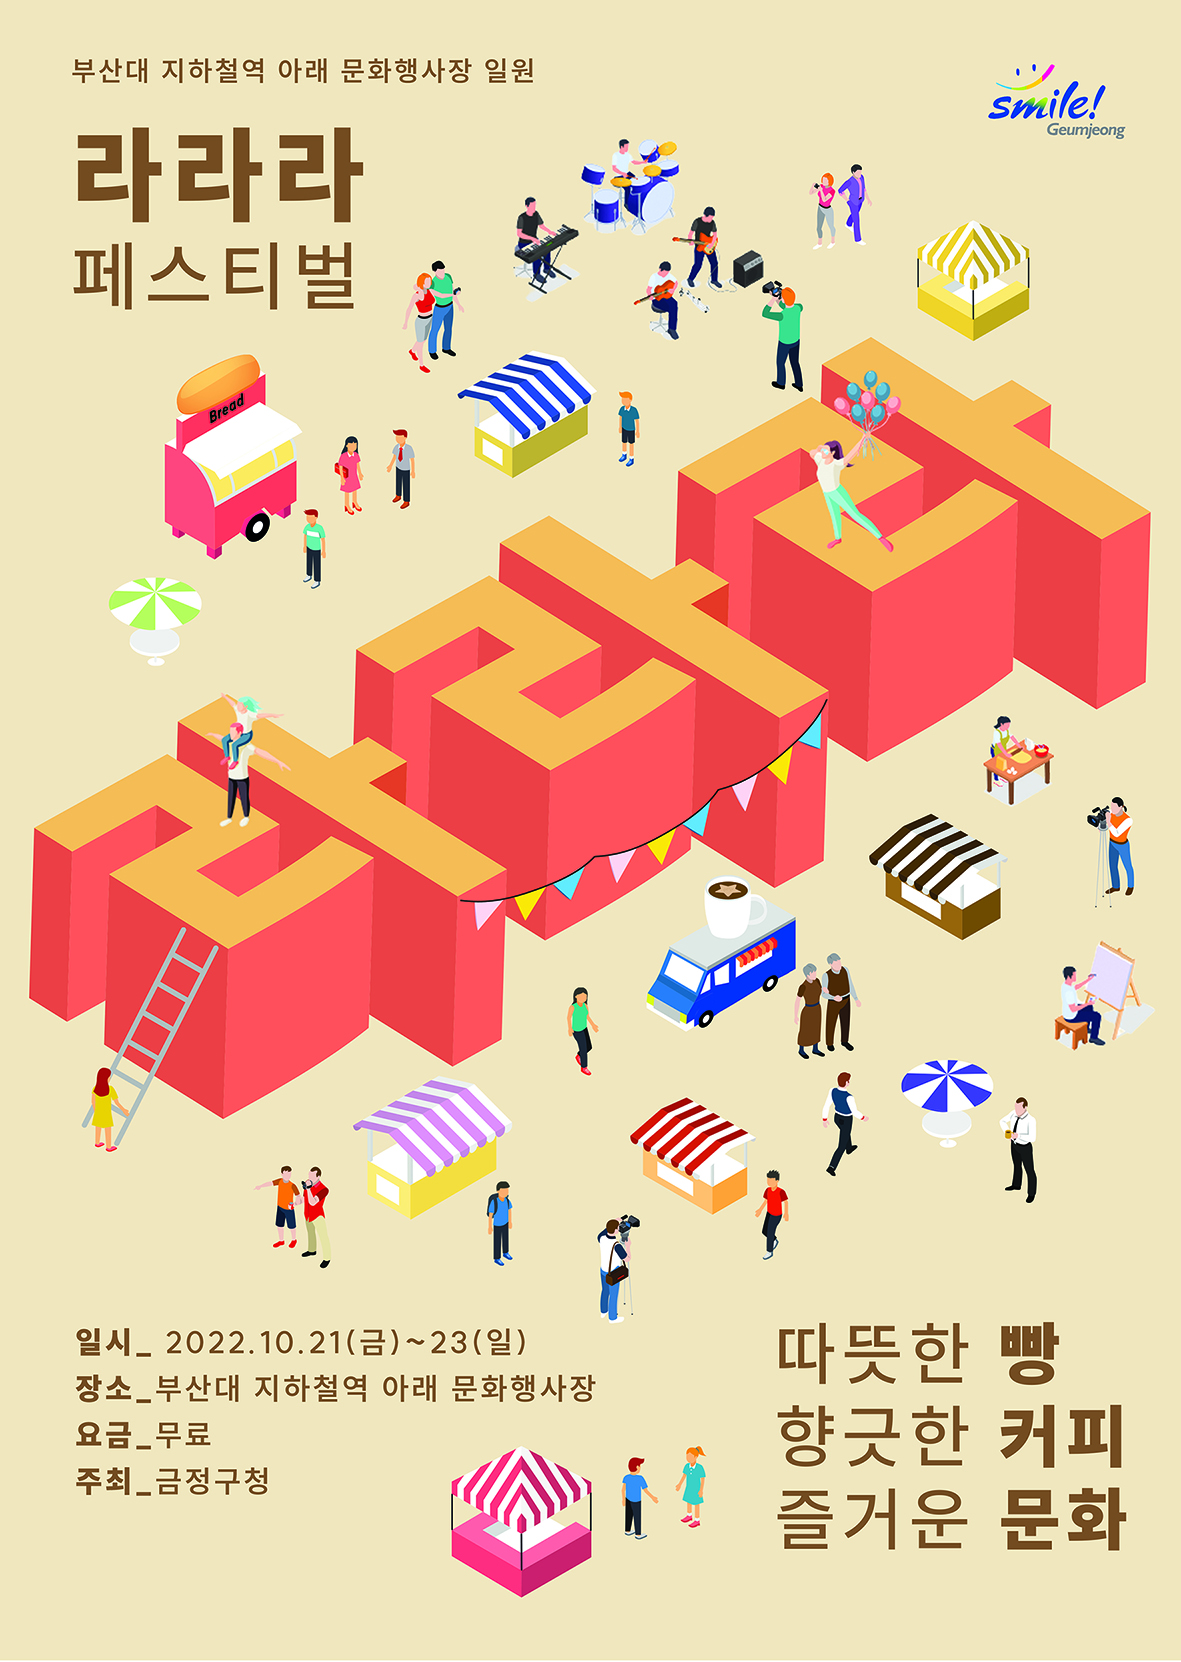 부산대 지하철역 아래 문화행사장 일원
smile!
Geumjeong
라라라
페스티벌
Bread
라라라
일시_ 2022.10.21(금)~23(일)
장소_부산대 지하철역 아래 문화행사장
요금_무료
주최_금정구청
따뜻한 빵
향긋한 커피
즐거운 문화